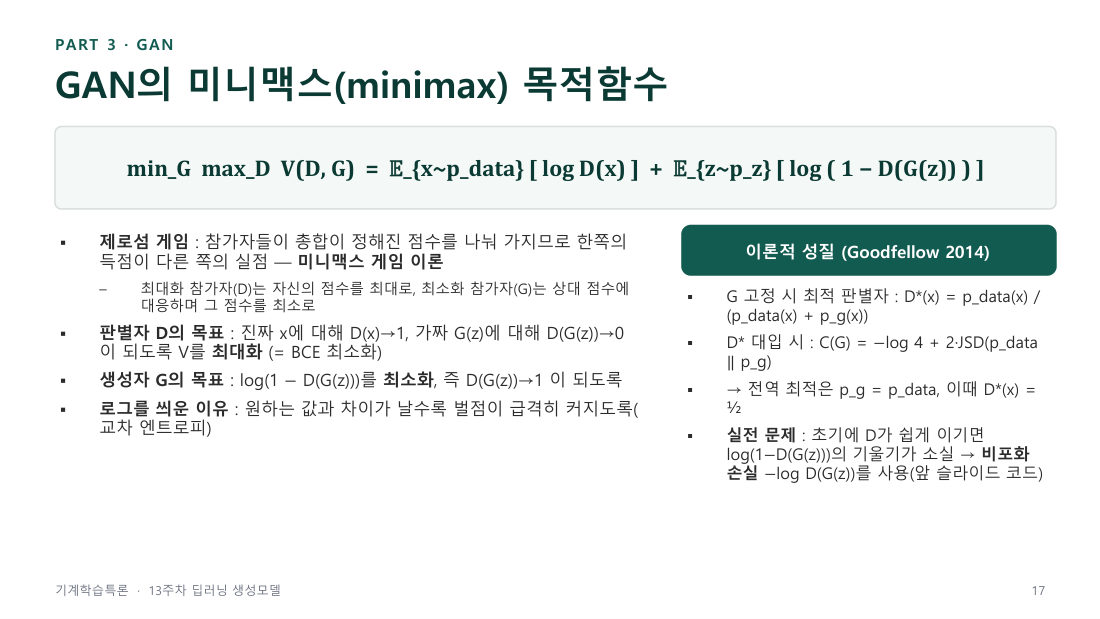 PART 3 · GAN
GAN의 미니맥스(minimax) 목적함수
min_G max_D V(D, G) = 𝔼_{x~p_data} [ log D(x) ] + 𝔼_{z~p_z} [ log ( 1 − D(G(z)) ) ]
▪ 제로섬 게임 : 참가자들이 총합이 정해진 점수를 나눠 가지므로 한쪽의
득점이 다른 쪽의 실점 — 미니맥스 게임 이론
– 최대화 참가자(D)는 자신의 점수를 최대로, 최소화 참가자(G)는 상대 점수에
대응하며 그 점수를 최소로
▪ 판별자 D의 목표 : 진짜 x에 대해 D(x)→1, 가짜 G(z)에 대해 D(G(z))→0
이 되도록 V를 최대화 (= BCE 최소화)
▪ 생성자 G의 목표 : log(1 − D(G(z)))를 최소화, 즉 D(G(z))→1 이 되도록
▪ 로그를 씌운 이유 : 원하는 값과 차이가 날수록 벌점이 급격히 커지도록(
교차 엔트로피)
이론적 성질 (Goodfellow 2014)
▪ G 고정 시 최적 판별자 : D*(x) = p_data(x) /
(p_data(x) + p_g(x))
▪ D* 대입 시 : C(G) = −log 4 + 2·JSD(p_data
‖ p_g)
▪ → 전역 최적은 p_g = p_data, 이때 D*(x) =
½
▪ 실전 문제 : 초기에 D가 쉽게 이기면
log(1−D(G(z)))의 기울기가 소실 → 비포화
손실 −log D(G(z))를 사용(앞 슬라이드 코드)
기계학습특론 · 13주차 딥러닝 생성모델
17